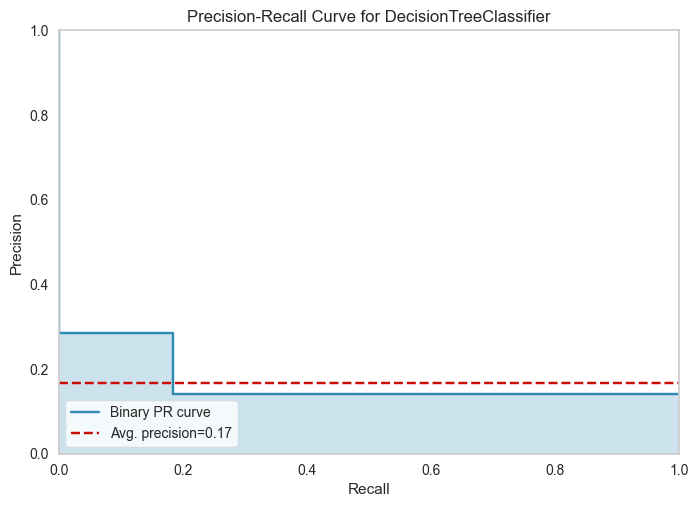 Precision-Recall Curve for DecisionTreeClassifier
1.0
0.8
0.6
0.4
0.2
0.0
Precision
Binary PR curve
Avg. precision=0.17
0.0 0.2 0.4 0.6 0.8 1.0
Recall